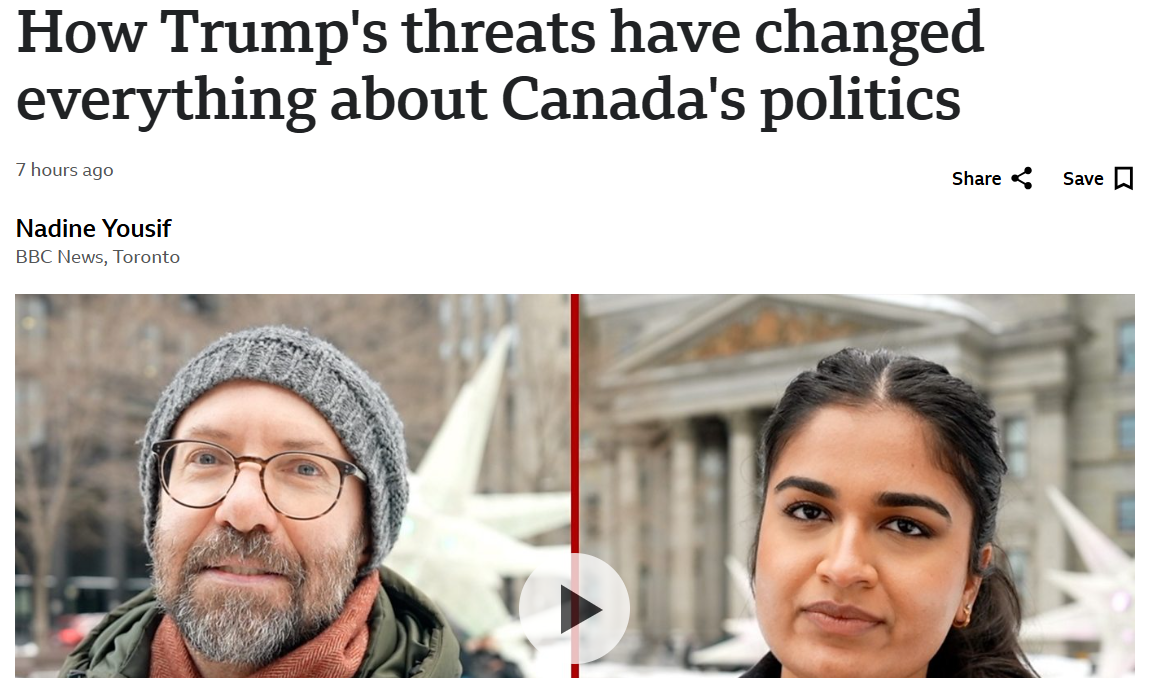 How Trump's threats have changed
everything about Canada's politics
7 hours ago
Share
Save
Nadine Yousif
BBC News, Toronto